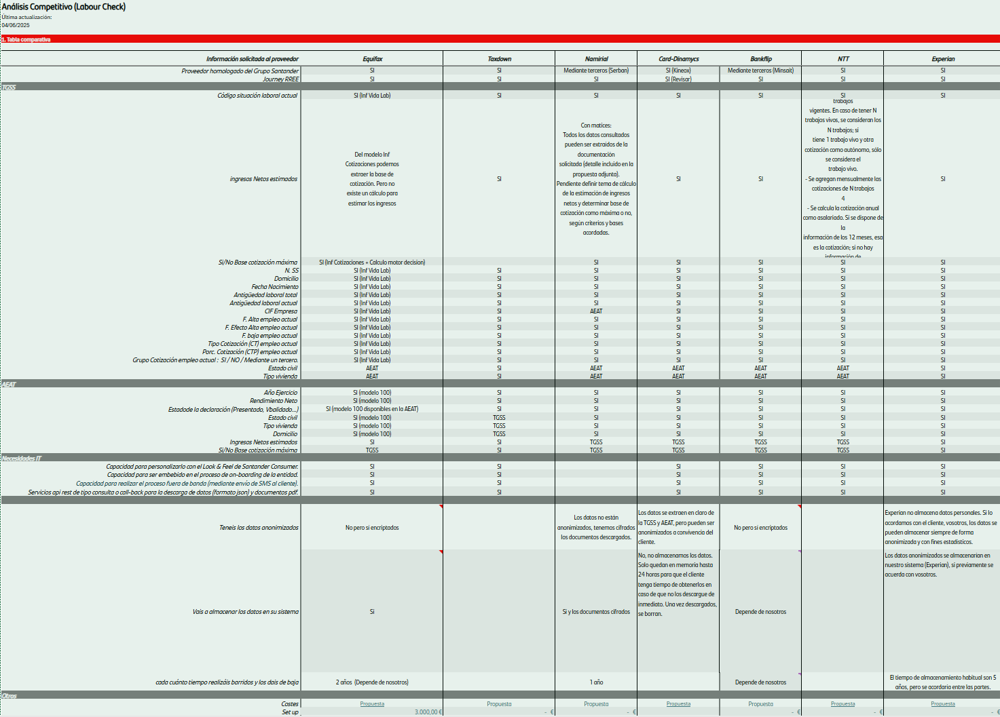 Análisis Competitivo (Labour Check)
Última actualización:
04/06/2025
1. Tabla comparativa
Información solicitada al proveedor Equifax Taxdown Namirial Card-Dinamycs Bankflip NTT Experian
Proveedor homologado del Grupo Santander SI SI Mediante terceros (Serban) SI (Kineox) Mediante terceros (Minsait) SI SI
Journey RREE SI SI SI SI (Revisar) SI SI SI
TGSS
Código situación laboral actual SI (Inf Vida Lab) SI SI SI SI SI SI
ingresos Netos estimados
Del modelo Inf
Cotizaciones podemos
extraer la base de
cotización. Pero no
existe un cálculo para
estimar los ingresos
SI
Con matices:
Todos los datos consultados
pueden ser extraidos de la
documentación
solicitada (detalle incluido en la
propuesta adjunta).
Pendiente definir tema de cálculo
de la estimación de ingresos
netos y determinar base de
cotización como máxima o no,
según criterios y bases
acordadas.
SI
SI
trabajos
vigentes. En caso de tener N
trabajos vivos, se consideran los
N trabajos; si
tiene 1 trabajo vivo y otra
cotización como autónomo, sólo
se considera el
trabajo vivo.
- Se agregan mensualmente las
cotizaciones de N trabajos
4
- Se calcula la cotización anual
como asalariado. Si se dispone de
la
información de los 12 meses, esa
es la cotización; si no hay
información de
SI
Si/No Base cotización máxima SI (Inf Cotizaciones + Calculo motor decision) SI SI SI SI SI
N. SS SI (Inf Vida Lab) SI SI SI SI SI SI
Domicilio SI (Inf Vida Lab) SI SI SI SI SI SI
Fecha Nacimiento SI (Inf Vida Lab) SI SI SI SI SI SI
Antigüedad laboral total SI (Inf Vida Lab) SI SI SI SI SI SI
Antigüedad laboral actual SI (Inf Vida Lab) SI SI SI SI SI SI
CIF Empresa SI (Inf Vida Lab) SI AEAT SI SI SI SI
F. Alta empleo actual SI (Inf Vida Lab) SI SI SI SI SI SI
F. Efecto Alta empleo actual SI (Inf Vida Lab) SI SI SI SI SI SI
F. baja empleo actual SI (Inf Vida Lab) SI SI SI SI SI SI
Tipo Cotización (CT) empleo actual SI (Inf Vida Lab) SI SI SI SI SI SI
Porc. Cotización (CTP) empleo actual SI (Inf Vida Lab) SI SI SI SI SI SI
Grupo Cotización empleo actual : SI / NO / Mediante un tercero. SI (Inf Vida Lab) SI SI SI SI SI SI
Estado civil AEAT SI AEAT AEAT AEAT AEAT SI
Tipo vivienda AEAT SI AEAT AEAT AEAT AEAT SI
AEAT
Año Ejercicio SI (modelo 100) SI SI SI SI SI SI
Rendimiento Neto SI (modelo 100) SI SI SI SI SI SI
Estadode la declaración (Presentado, Vbalidado...) SI (modelo 100 disponibles en la AEAT) SI SI SI SI SI SI
Estado civil SI (modelo 100) TGSS SI SI SI SI SI
Tipo vivienda SI (modelo 100) TGSS SI SI SI SI SI
Domicilio SI (modelo 100) TGSS SI SI SI SI SI
Ingresos Netos estimados SI SI TGSS TGSS TGSS TGSS SI
Si/No Base cotización máxima TGSS SI TGSS TGSS TGSS TGSS SI
Necesidades IT
Capacidad para personalizarlo con el Look & Feel de Santander Consumer. SI SI SI SI SI SI
Capacidad para ser embebido en el proceso de on-boarding de la entidad. SI SI SI SI SI SI
Capacidad para realizar el proceso fuera de banda (mediante envío de SMS al cliente). SI SI SI SI SI SI
Servicios api rest de tipo consulta o call-back para la descarga de datos (formato json) y documentos pdf. SI SI SI SI SI SI
Teneis los datos anonimizados
No pero si encriptados
Los datos no están
anonimizados, tenemos cifrados
los documentos descargados.
Los datos se extraen en claro de
la TGSS y AEAT, pero pueden ser
anonimizados a convivencia del
cliente.
No pero si encriptados
Experian no almacena datos personales. Si lo
acordamos con el cliente, vosotros, los datos se
pueden almacenar siempre de forma
anonimizada y con fines estadísticos.
Vais a almacenar los datos en su sistema
Si
Si y los documentos cifrados
No, no almacenamos los datos.
Solo quedan en memoria hasta
24 horas para que el cliente
tenga tiempo de obtenerlos en
caso de que no los descargue de
inmediato. Una vez descargados,
se borran.
Depende de nosotros
Los datos anonimizados se almacenarian en
nuestro sistema (Experian), si previamente se
acuerda con vosotros.
cada cuánto tiempo realizáis barridos y los dais de baja 2 años (Depende de nosotros) 1 año Depende de nosotros
El tiempo de almacenamiento habitual son 5
años, pero se acordaria entre las partes.
Otros
Costes Propuesta Propuesta Propuesta Propuesta Propuesta Propuesta Propuesta
Set up 3.000,00 € - € - € - € - € - €